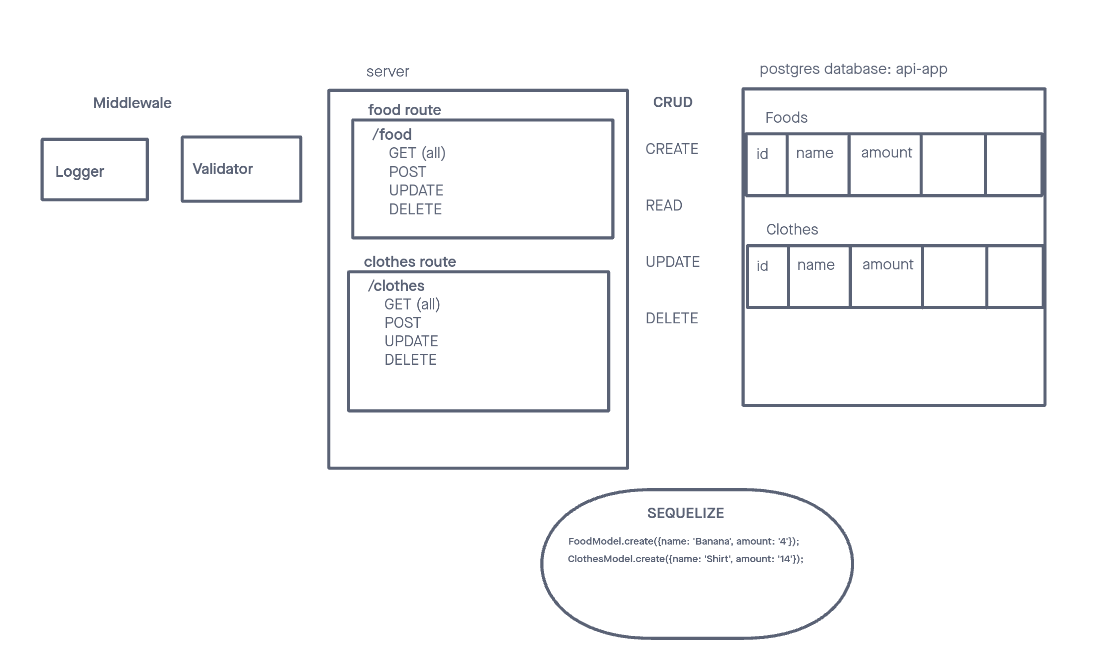 Middlewale
Logger
Validator
server
food route
/food
GET (all)
POST
UPDATE
DELETE
clothes route
/clothes
GET (all)
POST
UPDATE
DELETE
CRUD
CREATE
READ
UPDATE
DELETE
postgres database: api-app
Foods
id name amount
Clothes
id name amount
SEQUELIZE
FoodModel.create({name: 'Banana', amount: '4'});
ClothesModel.create({name: 'Shirt', amount: '14'});